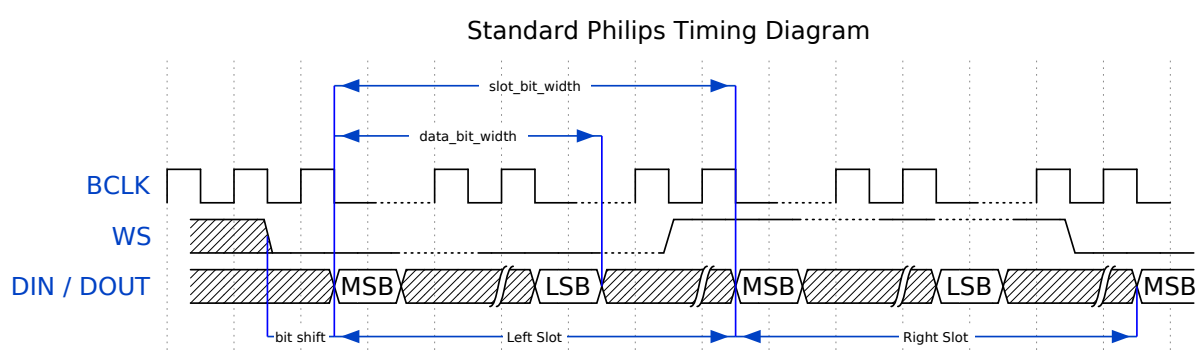 Standard Philips Timing Diagram
slot_bit_width
data_bit_width
BCLK
WS
DIN / DOUT
MSB
LSB
MSB
LSB
MSB
bit shift
Left Slot
Right Slot